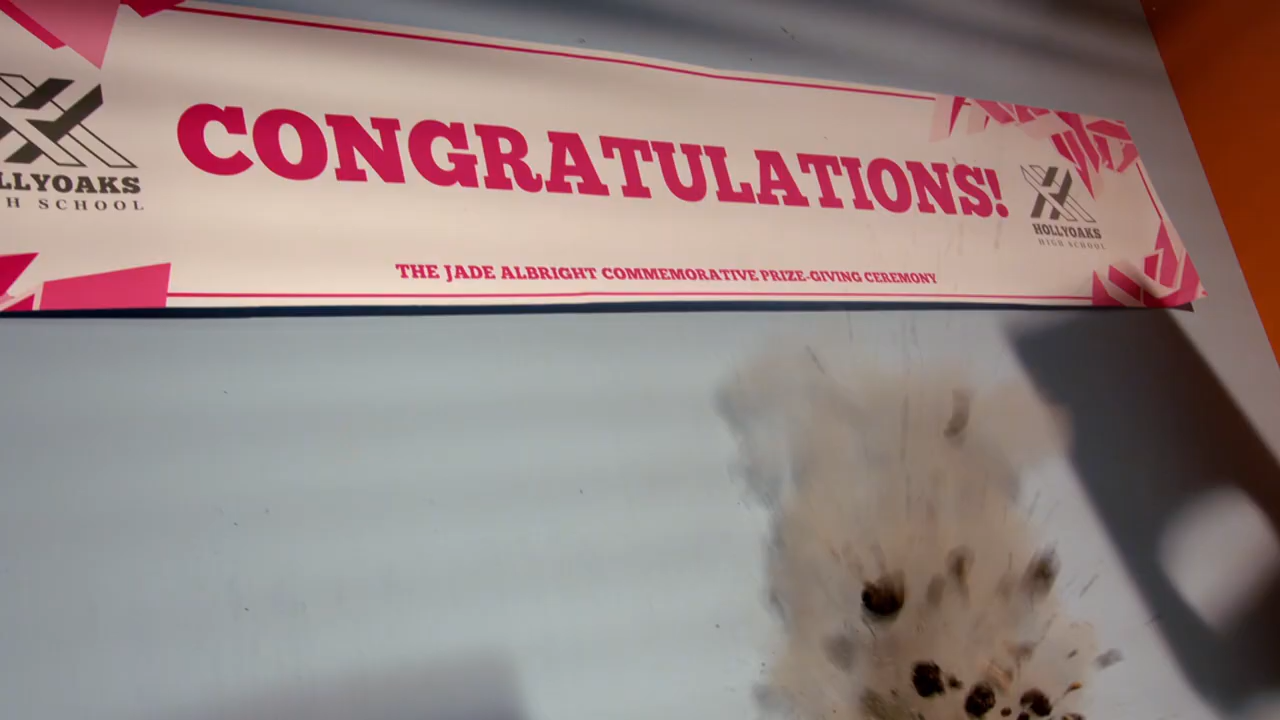 LLYOAKS
H SCHOOL
CONGRATULATIONS!
THE JADE ALBRIGHT COMMEMORATIVE PRIZE-GIVING CEREMONY
HOLLYOAKS
HIGH SCHOOL